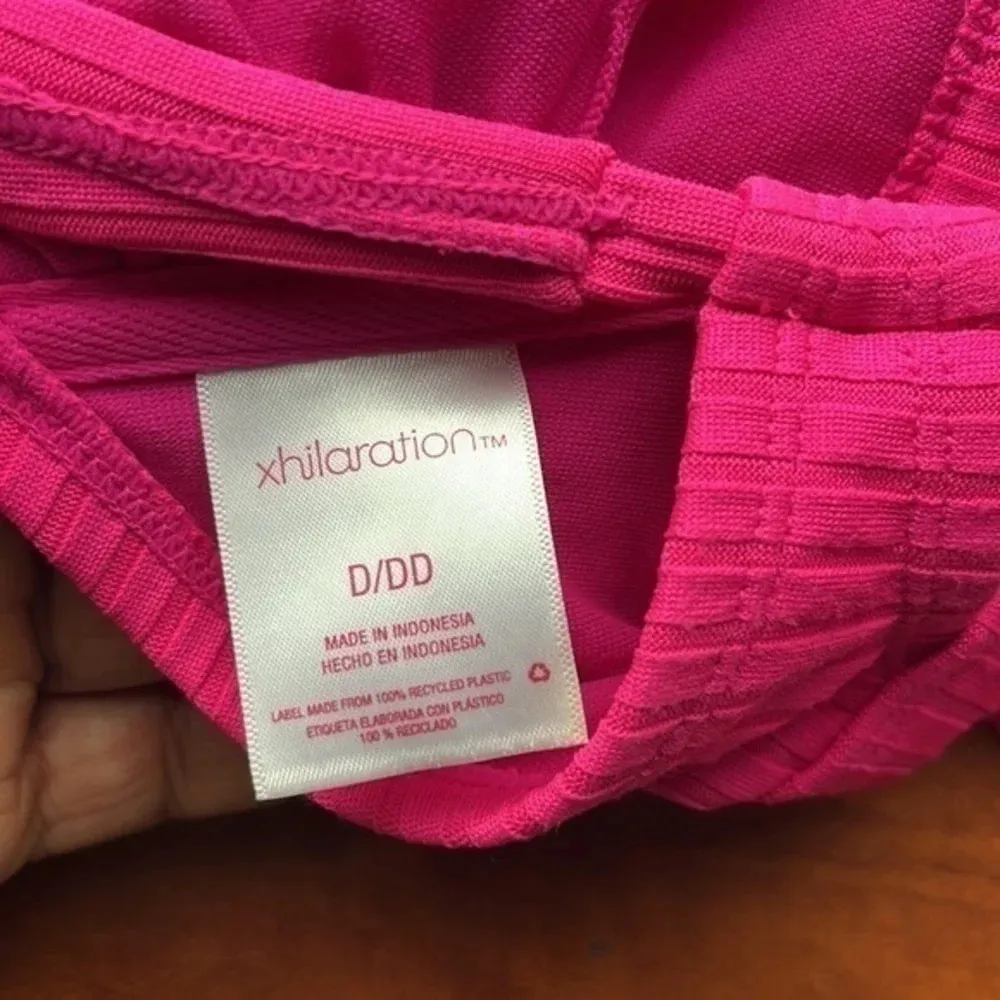 xhilaration™
D/DD
MADE IN INDONESIA
HECHO EN INDONESIA
LABEL MADE FROM 100% RECYCLED PLASTIC
ETIQUETA ELABORADA CON PLÁSTICO
100 % RECICLADO